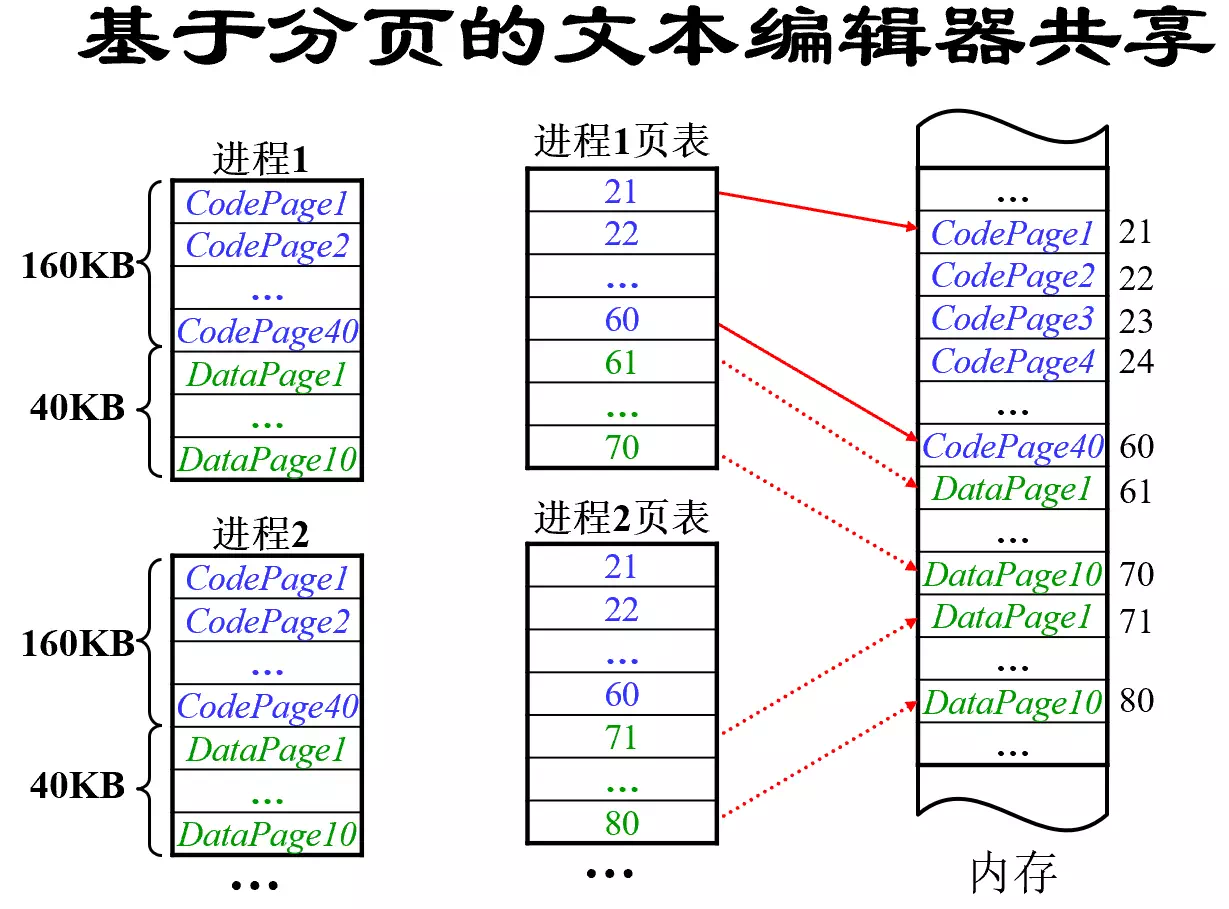 基于分页的文本编辑器共享
进程1
160KB
40KB
CodePage1
CodePage2
...
CodePage40
DataPage1
...
DataPage10
进程2
160KB
40KB
CodePage1
CodePage2
...
CodePage40
DataPage1
...
DataPage10
...
进程1页表
21
22
...
60
61
...
70
进程2页表
21
22
...
60
71
...
80
...
...
CodePage1 21
CodePage2 22
CodePage3 23
CodePage4 24
...
CodePage40 60
DataPage1 61
...
DataPage10 70
DataPage1 71
...
DataPage10 80
...
内存